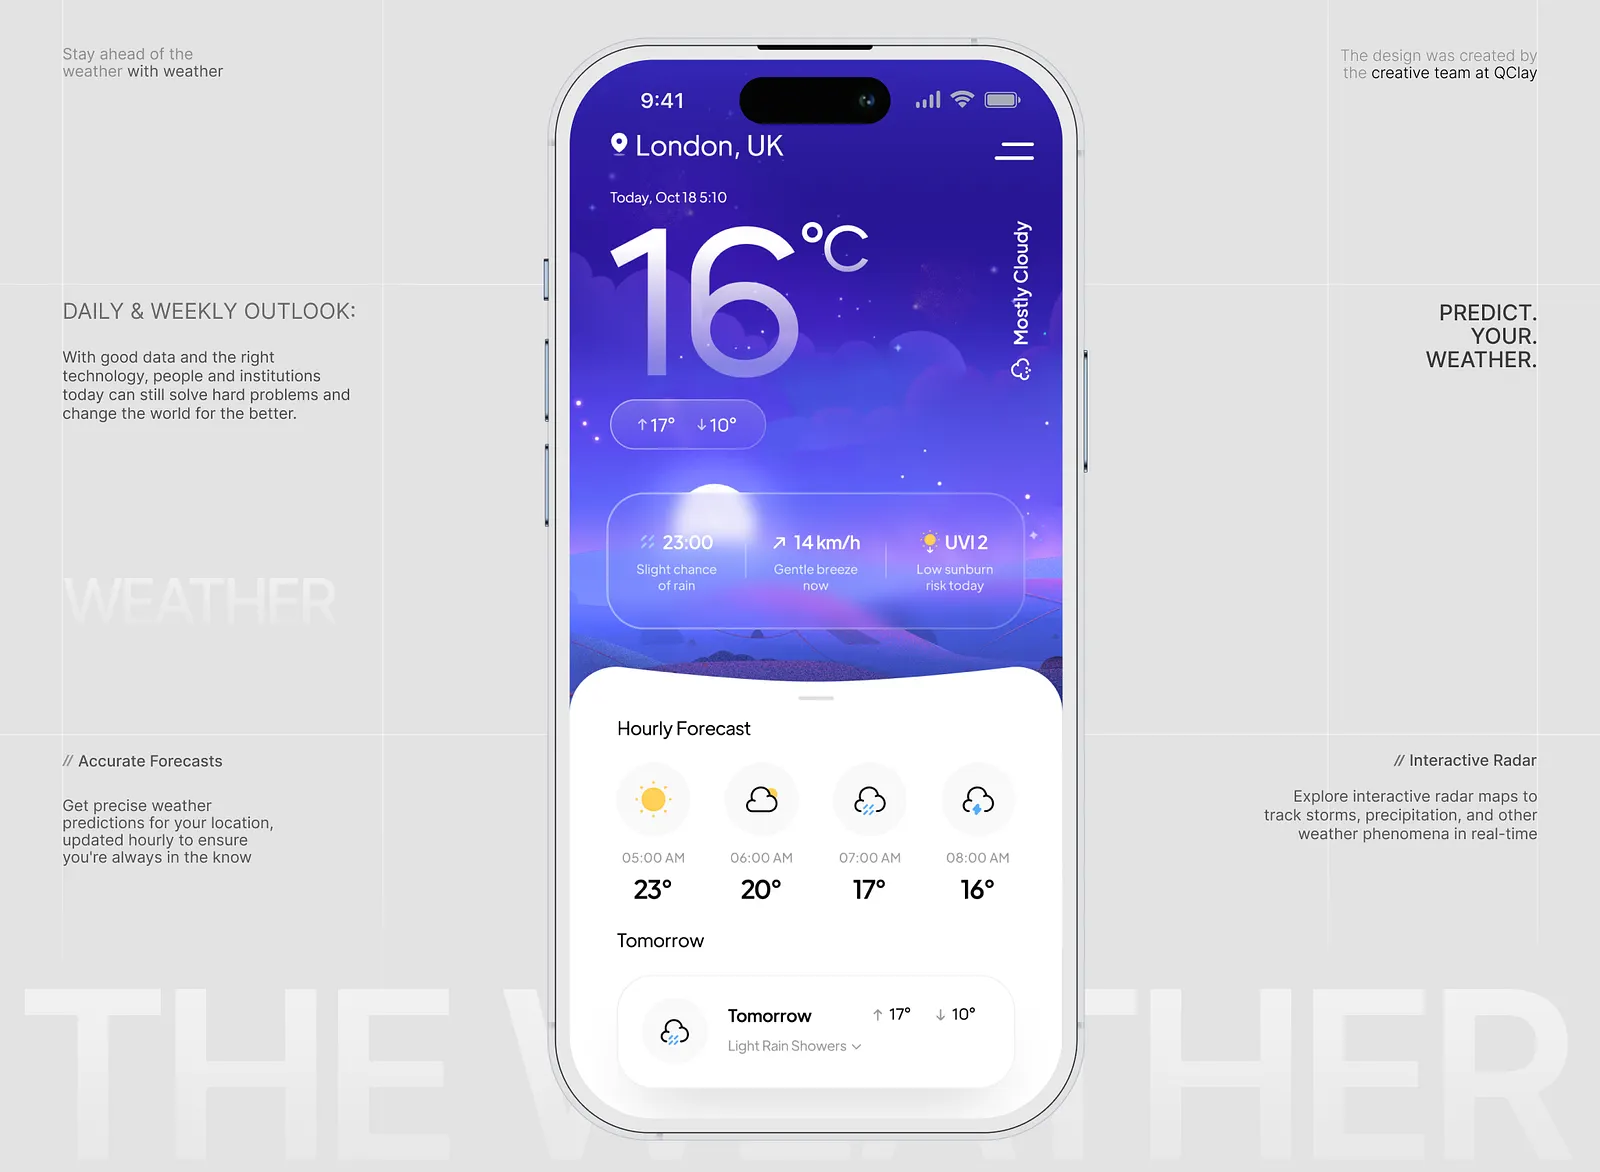 Stay ahead of the
weather with weather
The design was created by
the creative team at QClay
DAILY & WEEKLY OUTLOOK:
With good data and the right
technology, people and institutions
today can still solve hard problems and
change the world for the better.
PREDICT.
YOUR.
WEATHER.
WEATHER
// Accurate Forecasts
Get precise weather
predictions for your location,
updated hourly to ensure
you're always in the know
// Interactive Radar
Explore interactive radar maps to
track storms, precipitation, and other
weather phenomena in real-time
9:41
London, UK
Today, Oct 18 5:10
16°C
Mostly Cloudy
↑17° ↓10°
23:00
Slight chance
of rain
14 km/h
Gentle breeze
now
UVI 2
Low sunburn
risk today
Hourly Forecast
05:00 AM 06:00 AM 07:00 AM 08:00 AM
23° 20° 17° 16°
Tomorrow
Tomorrow ↑ 17° ↓ 10°
Light Rain Showers
THE WEATHER